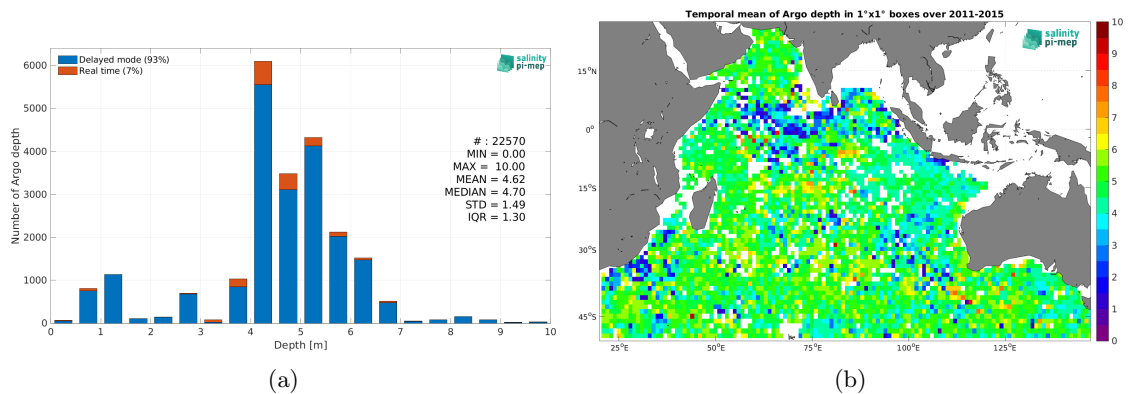 Delayed mode (93%)
Real time (7%)
salinity
pi-mep
# : 22570
MIN = 0.00
MAX = 10.00
MEAN = 4.62
MEDIAN = 4.70
STD = 1.49
IQR = 1.30
Number of Argo depth
6000
5000
4000
3000
2000
1000
0
0 1 2 3 4 5 6 7 8 9 10
Depth [m]
(a)
Temporal mean of Argo depth in 1°x1° boxes over 2011-2015
salinity
pi-mep
15°N
0°
15°S
30°S
45°S
25°E 50°E 75°E 100°E 125°E
10
9
8
7
6
5
4
3
2
1
0
(b)